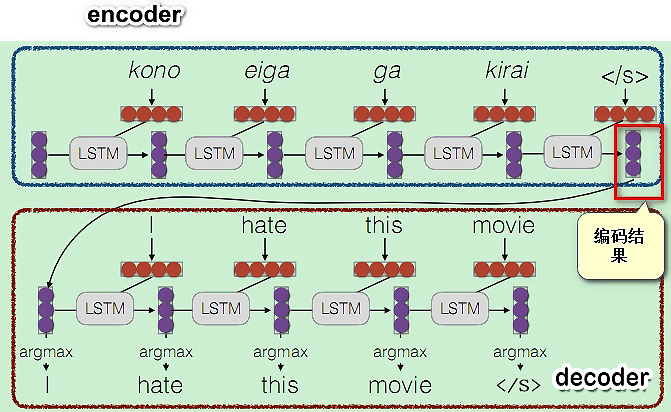 encoder
kono eiga ga kirai </s>
LSTM LSTM LSTM LSTM LSTM
编码结
果
I hate this movie
LSTM LSTM LSTM LSTM
argmax argmax argmax argmax argmax
I hate this movie </s>
decoder